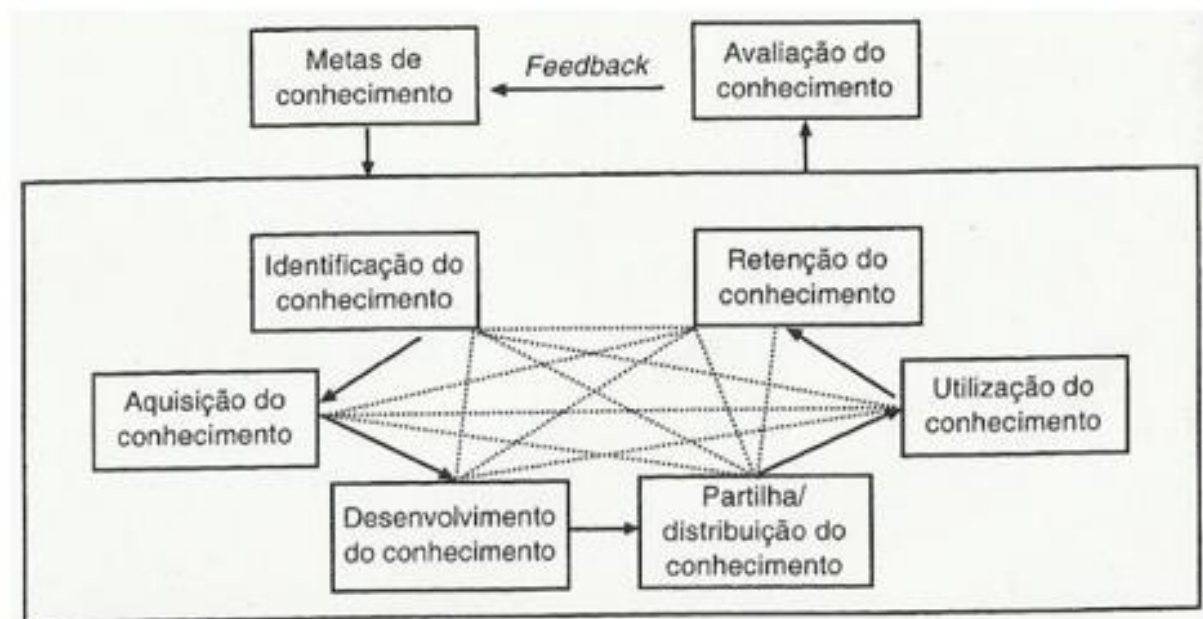 Metas de
conhecimento
Feedback
Avaliação do
conhecimento
Identificação do
conhecimento
Retenção do
conhecimento
Aquisição do
conhecimento
Utilização do
conhecimento
Desenvolvimento
do conhecimento
Partilha/
distribuição do
conhecimento